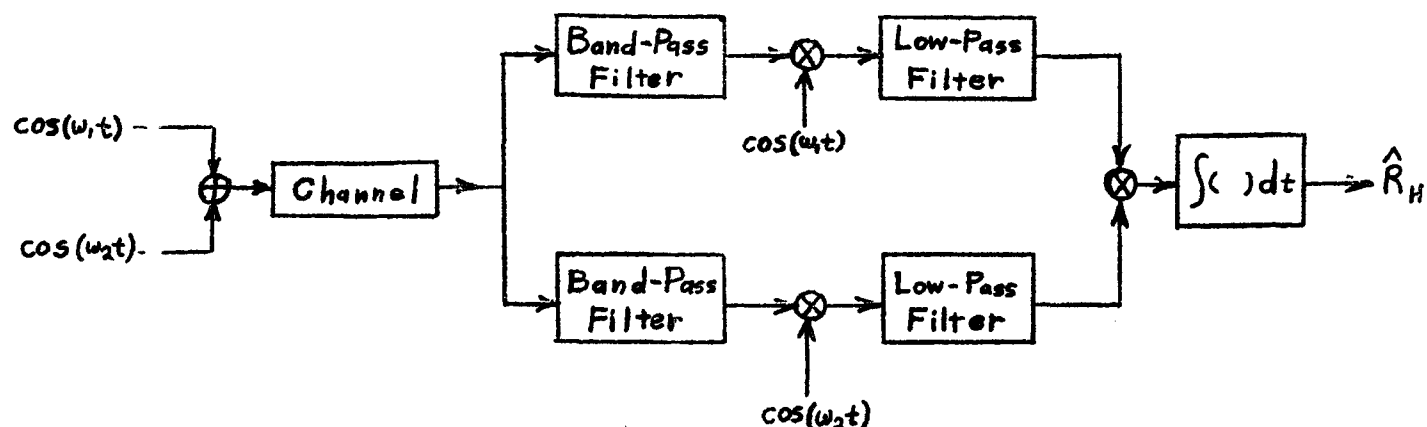 Band-Pass
Filter
Low-Pass
Filter
cos(ω₁t)
cos(ω₁t)
Channel
∫( )dt
R̂_H
cos(ω₂t)
Band-Pass
Filter
Low-Pass
Filter
cos(ω₂t)